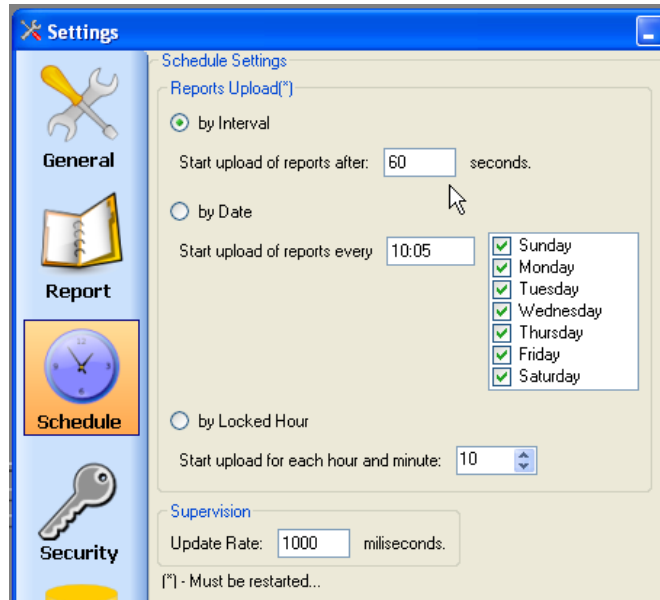 Settings
General
Report
Schedule
Security
Schedule Settings
Reports Upload(*)
by Interval
Start upload of reports after: 60 seconds.
by Date
Start upload of reports every 10:05
Sunday
Monday
Tuesday
Wednesday
Thursday
Friday
Saturday
by Locked Hour
Start upload for each hour and minute: 10
Supervision
Update Rate: 1000 miliseconds.
(*) - Must be restarted...